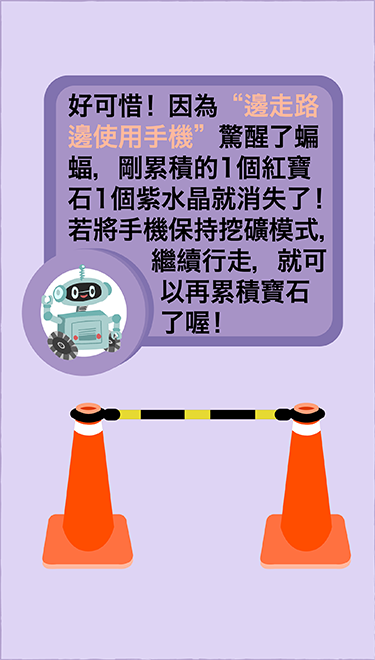 好可惜！因為“邊走路
邊使用手機”驚醒了蝙
蝠，剛累積的1個紅寶
石1個紫水晶就消失了！
若將手機保持挖礦模式，
繼續行走，就可
以再累積寶石
了喔！